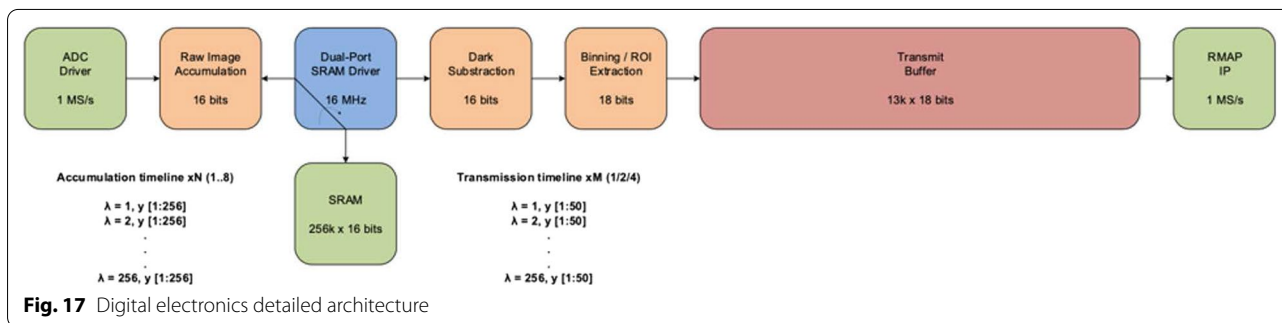 ADC
Driver
1 MS/s
Raw Image
Accumulation
16 bits
Dual-Port
SRAM Driver
16 MHz
Dark
Substraction
16 bits
Binning / ROI
Extraction
18 bits
Transmit
Buffer
13k x 18 bits
RMAP
IP
1 MS/s
SRAM
256k x 16 bits
Accumulation timeline xN (1..8)
λ = 1, y [1:256]
λ = 2, y [1:256]
.
.
.
λ = 256, y [1:256]
Transmission timeline xM (1/2/4)
λ = 1, y [1:50]
λ = 2, y [1:50]
.
.
.
λ = 256, y [1:50]
Fig. 17 Digital electronics detailed architecture